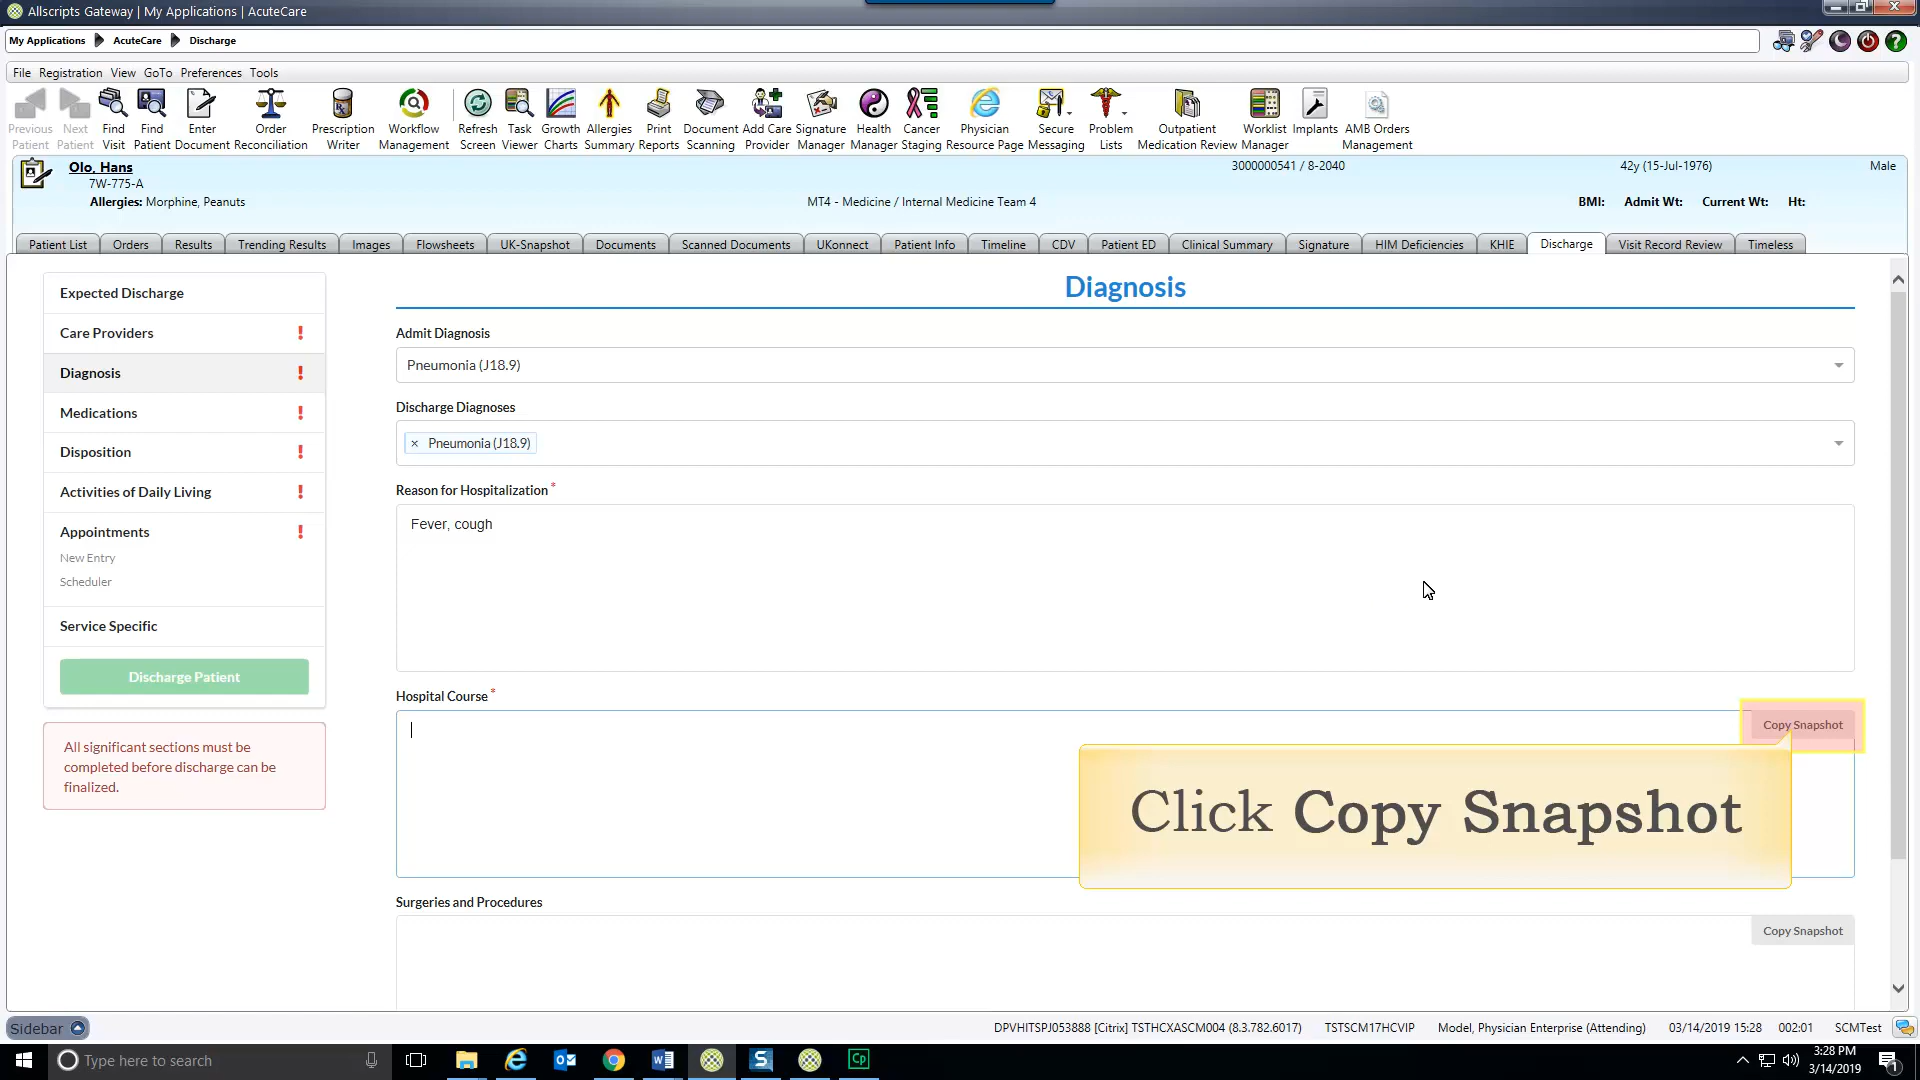 Allscripts Gateway | My Applications | AcuteCare
My Applications AcuteCare Discharge
File Registration View GoTo Preferences Tools
Previous Patient
Next Patient
Find Visit
Find Patient
Enter Document
Order Reconciliation
Prescription Writer
Workflow Management
Refresh Screen
Task Viewer
Growth Charts
Allergies Summary
Print Reports
Document Scanning
Add Care Provider
Signature Manager
Health Manager
Cancer Staging
Physician Resource Page
Secure Messaging
Problem Lists
Outpatient Medication Review
Worklist Manager
Implants
AMB Orders Management
Olo, Hans 3000000541 / 8-2040 42y (15-Jul-1976) Male
7W-775-A
Allergies: Morphine, Peanuts MT4 - Medicine / Internal Medicine Team 4 BMI: Admit Wt: Current Wt: Ht:
Patient List Orders Results Trending Results Images Flowsheets UK-Snapshot Documents Scanned Documents UKonnect Patient Info Timeline CDV Patient ED Clinical Summary Signature HIM Deficiencies KHIE Discharge Visit Record Review Timeless
Expected Discharge
Care Providers !
Diagnosis !
Medications !
Disposition !
Activities of Daily Living !
Appointments !
New Entry
Scheduler
Service Specific
Discharge Patient
All significant sections must be
completed before discharge can be
finalized.
Diagnosis
Admit Diagnosis
Pneumonia (J18.9)
Discharge Diagnoses
× Pneumonia (J18.9)
Reason for Hospitalization *
Fever, cough
Hospital Course *
Copy Snapshot
Click Copy Snapshot
Surgeries and Procedures
Copy Snapshot
Sidebar DPVHITSPJ053888 [Citrix] TSTHCXASCM004 (8.3.782.6017) TSTSCM17HCVIP Model, Physician Enterprise (Attending) 03/14/2019 15:28 002:01 SCMTest
Type here to search
3:28 PM
3/14/2019
1